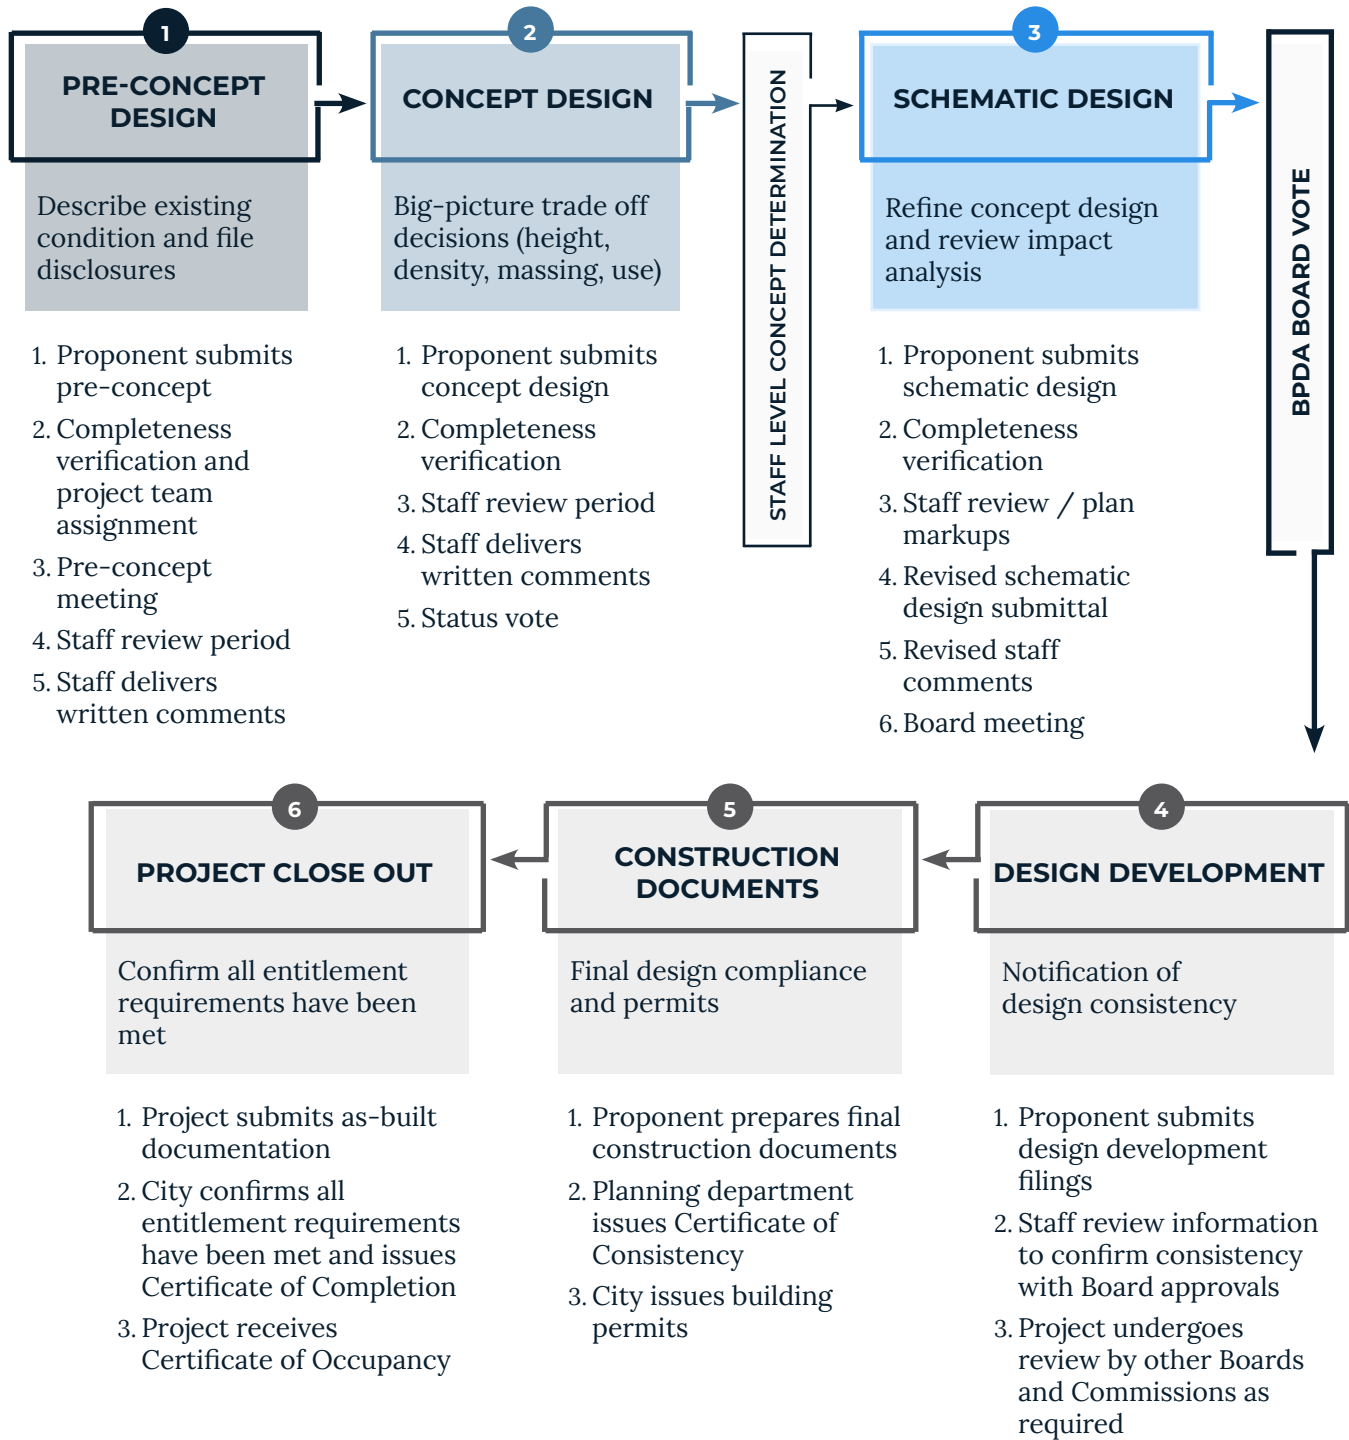 1
PRE-CONCEPT
DESIGN
Describe existing
condition and file
disclosures
1. Proponent submits
pre-concept
2. Completeness
verification and
project team
assignment
3. Pre-concept
meeting
4. Staff review period
5. Staff delivers
written comments
2
CONCEPT DESIGN
Big-picture trade off
decisions (height,
density, massing, use)
1. Proponent submits
concept design
2. Completeness
verification
3. Staff review period
4. Staff delivers
written comments
5. Status vote
STAFF LEVEL CONCEPT DETERMINATION
3
SCHEMATIC DESIGN
Refine concept design
and review impact
analysis
1. Proponent submits
schematic design
2. Completeness
verification
3. Staff review / plan
markups
4. Revised schematic
design submittal
5. Revised staff
comments
6. Board meeting
BPDA BOARD VOTE
4
DESIGN DEVELOPMENT
Notification of
design consistency
1. Proponent submits
design development
filings
2. Staff review information
to confirm consistency
with Board approvals
3. Project undergoes
review by other Boards
and Commissions as
required
5
CONSTRUCTION
DOCUMENTS
Final design compliance
and permits
1. Proponent prepares final
construction documents
2. Planning department
issues Certificate of
Consistency
3. City issues building
permits
6
PROJECT CLOSE OUT
Confirm all entitlement
requirements have been
met
1. Project submits as-built
documentation
2. City confirms all
entitlement requirements
have been met and issues
Certificate of Completion
3. Project receives
Certificate of Occupancy